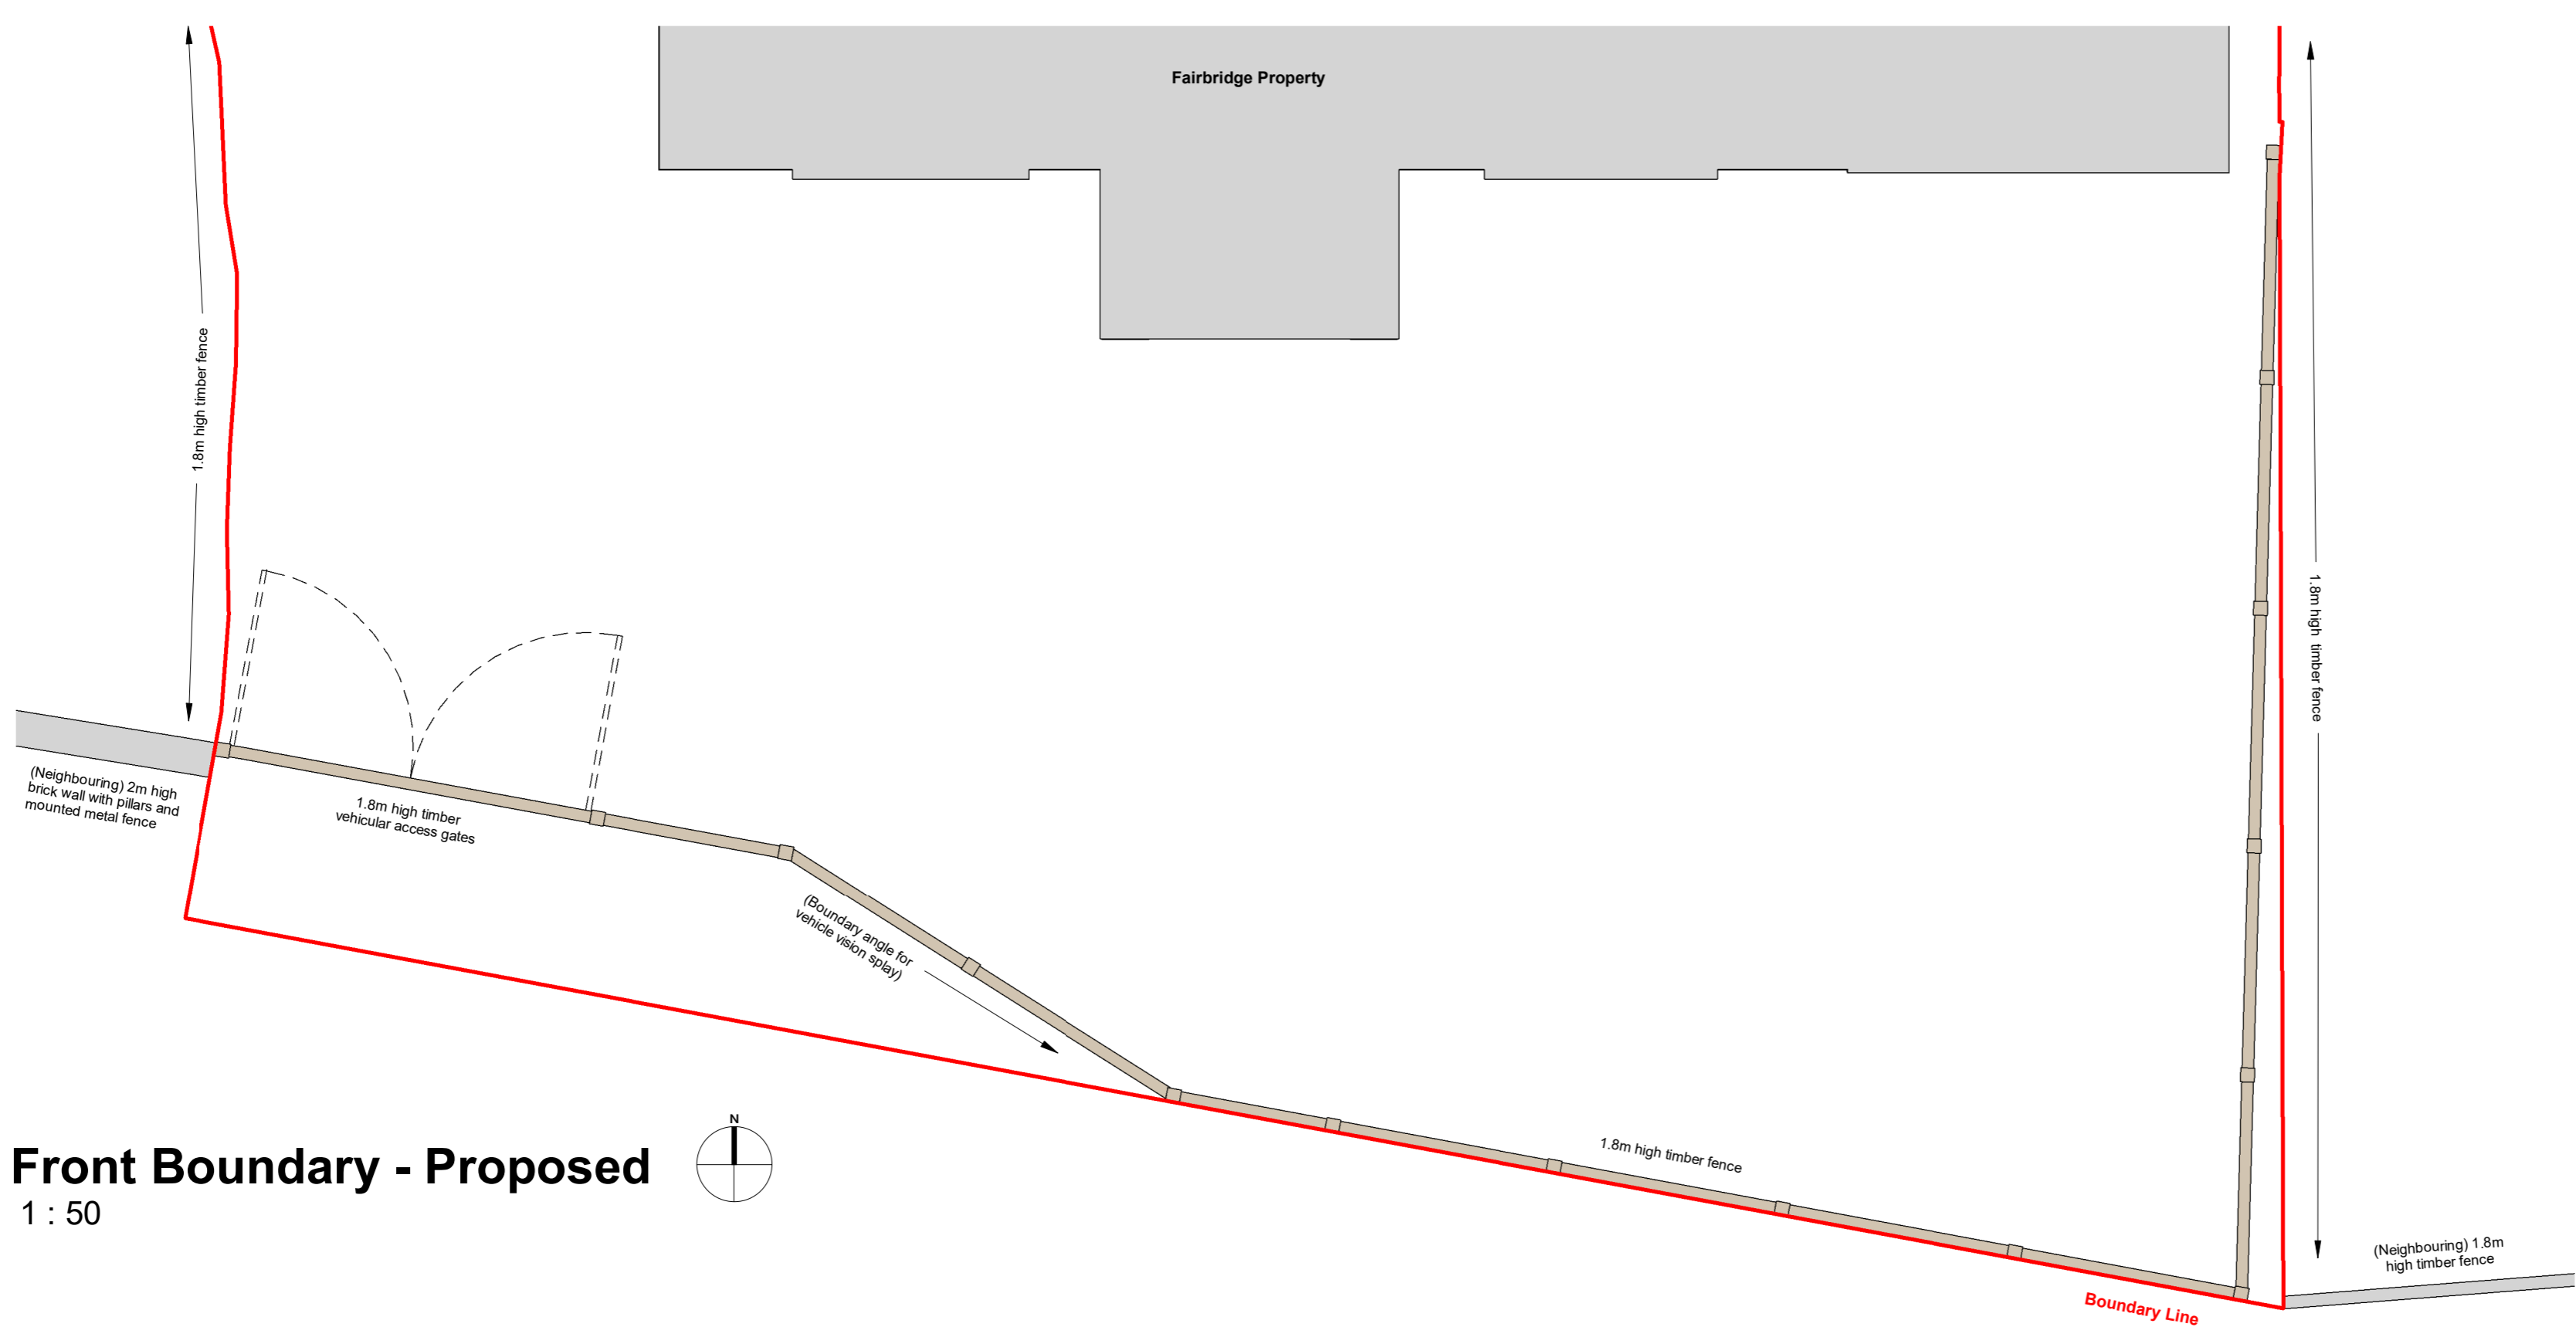 Fairbridge Property
1.8m high timber fence
1.8m high timber fence
(Neighbouring) 2m high
brick wall with pillars and
mounted metal fence
1.8m high timber
vehicular access gates
(Boundary angle for
vehicle vision splay)
N
Front Boundary - Proposed
1 : 50
1.8m high timber fence
(Neighbouring) 1.8m
high timber fence
Boundary Line